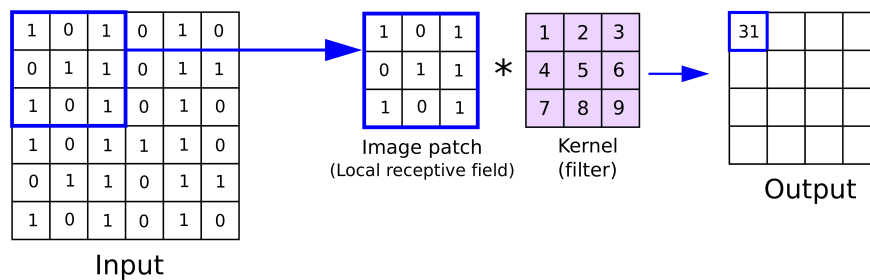 1 0 1 0 1 0
0 1 1 0 1 1
1 0 1 0 1 0
1 0 1 1 1 0
0 1 1 0 1 1
1 0 1 0 1 0
Input
1 0 1
0 1 1
1 0 1
Image patch
(Local receptive field)
*
1 2 3
4 5 6
7 8 9
Kernel
(filter)
31
Output